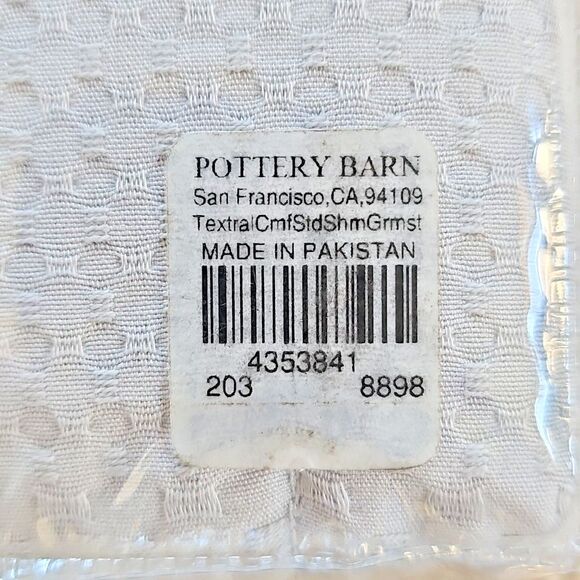 POTTERY BARN
San Francisco,CA,94109
TextralCmfStdShmGrmst
MADE IN PAKISTAN
4353841
203 8898